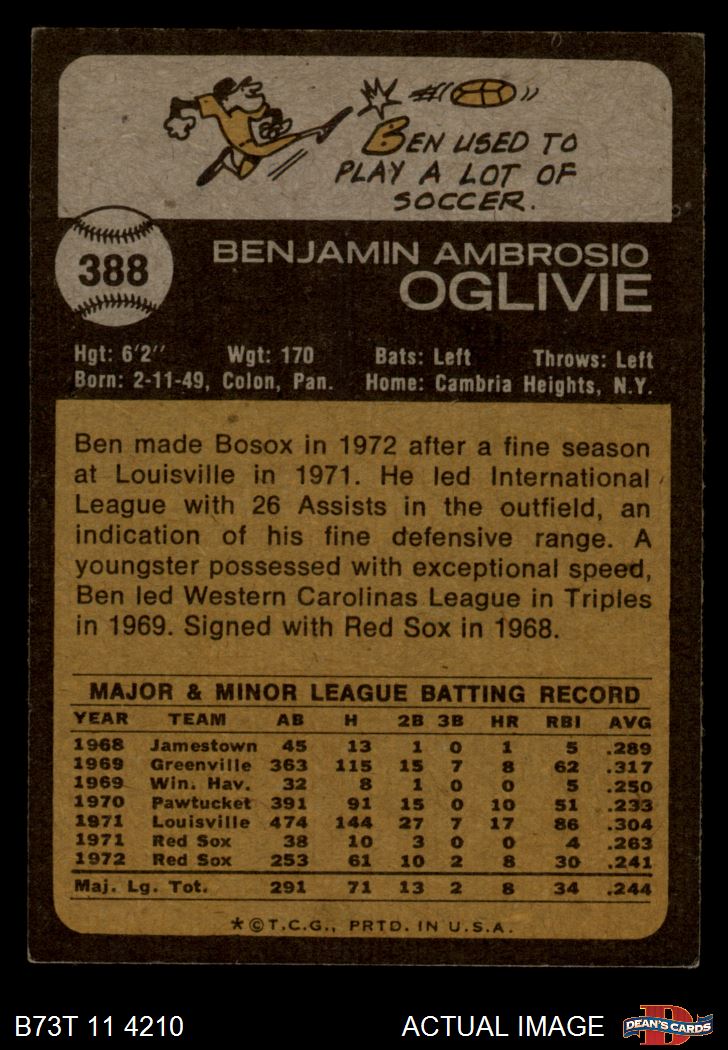 BEN USED TO
PLAY A LOT OF
SOCCER.
388
BENJAMIN AMBROSIO
OGLIVIE
Hgt: 6'2'' Wgt: 170 Bats: Left Throws: Left
Born: 2-11-49, Colon, Pan. Home: Cambria Heights, N.Y.
Ben made Bosox in 1972 after a fine season
at Louisville in 1971. He led International
League with 26 Assists in the outfield, an
indication of his fine defensive range. A
youngster possessed with exceptional speed,
Ben led Western Carolinas League in Triples
in 1969. Signed with Red Sox in 1968.
MAJOR & MINOR LEAGUE BATTING RECORD
YEAR TEAM AB H 2B 3B HR RBI AVG
1968 Jamestown 45 13 1 0 1 5 .289
1969 Greenville 363 115 15 7 8 62 .317
1969 Win. Hav. 32 8 1 0 0 5 .250
1970 Pawtucket 391 91 15 0 10 51 .233
1971 Louisville 474 144 27 7 17 86 .304
1971 Red Sox 38 10 3 0 0 4 .263
1972 Red Sox 253 61 10 2 8 30 .241
Maj. Lg. Tot. 291 71 13 2 8 34 .244
*©T.C.G., PRTD. IN U.S.A.
B73T 11 4210 ACTUAL IMAGE D DEAN'S CARDS